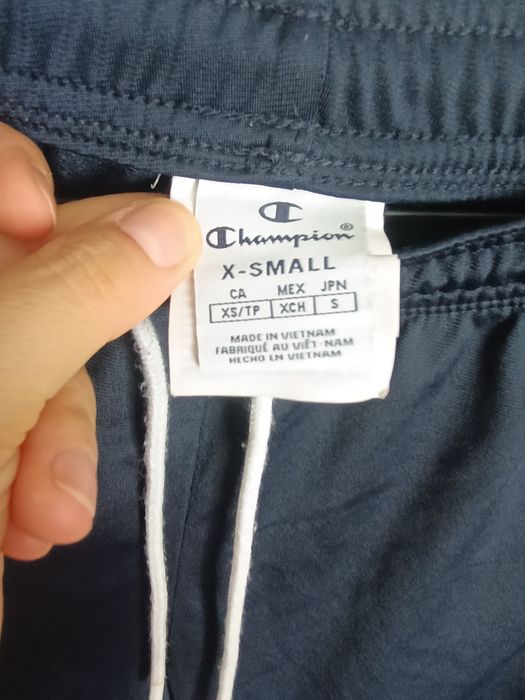 Champion®
X-SMALL
CA MEX JPN
XS/TP XCH S
MADE IN VIETNAM
FABRIQUÉ AU VIÊT-NAM
HECHO EN VIETNAM